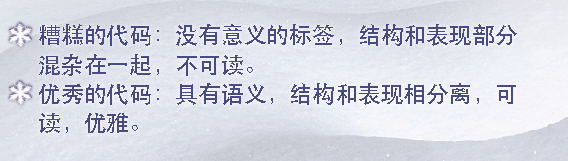 糟糕的代码：没有意义的标签，结构和表现部分
混杂在一起，不可读。
优秀的代码：具有语义，结构和表现相分离，可
读，优雅。